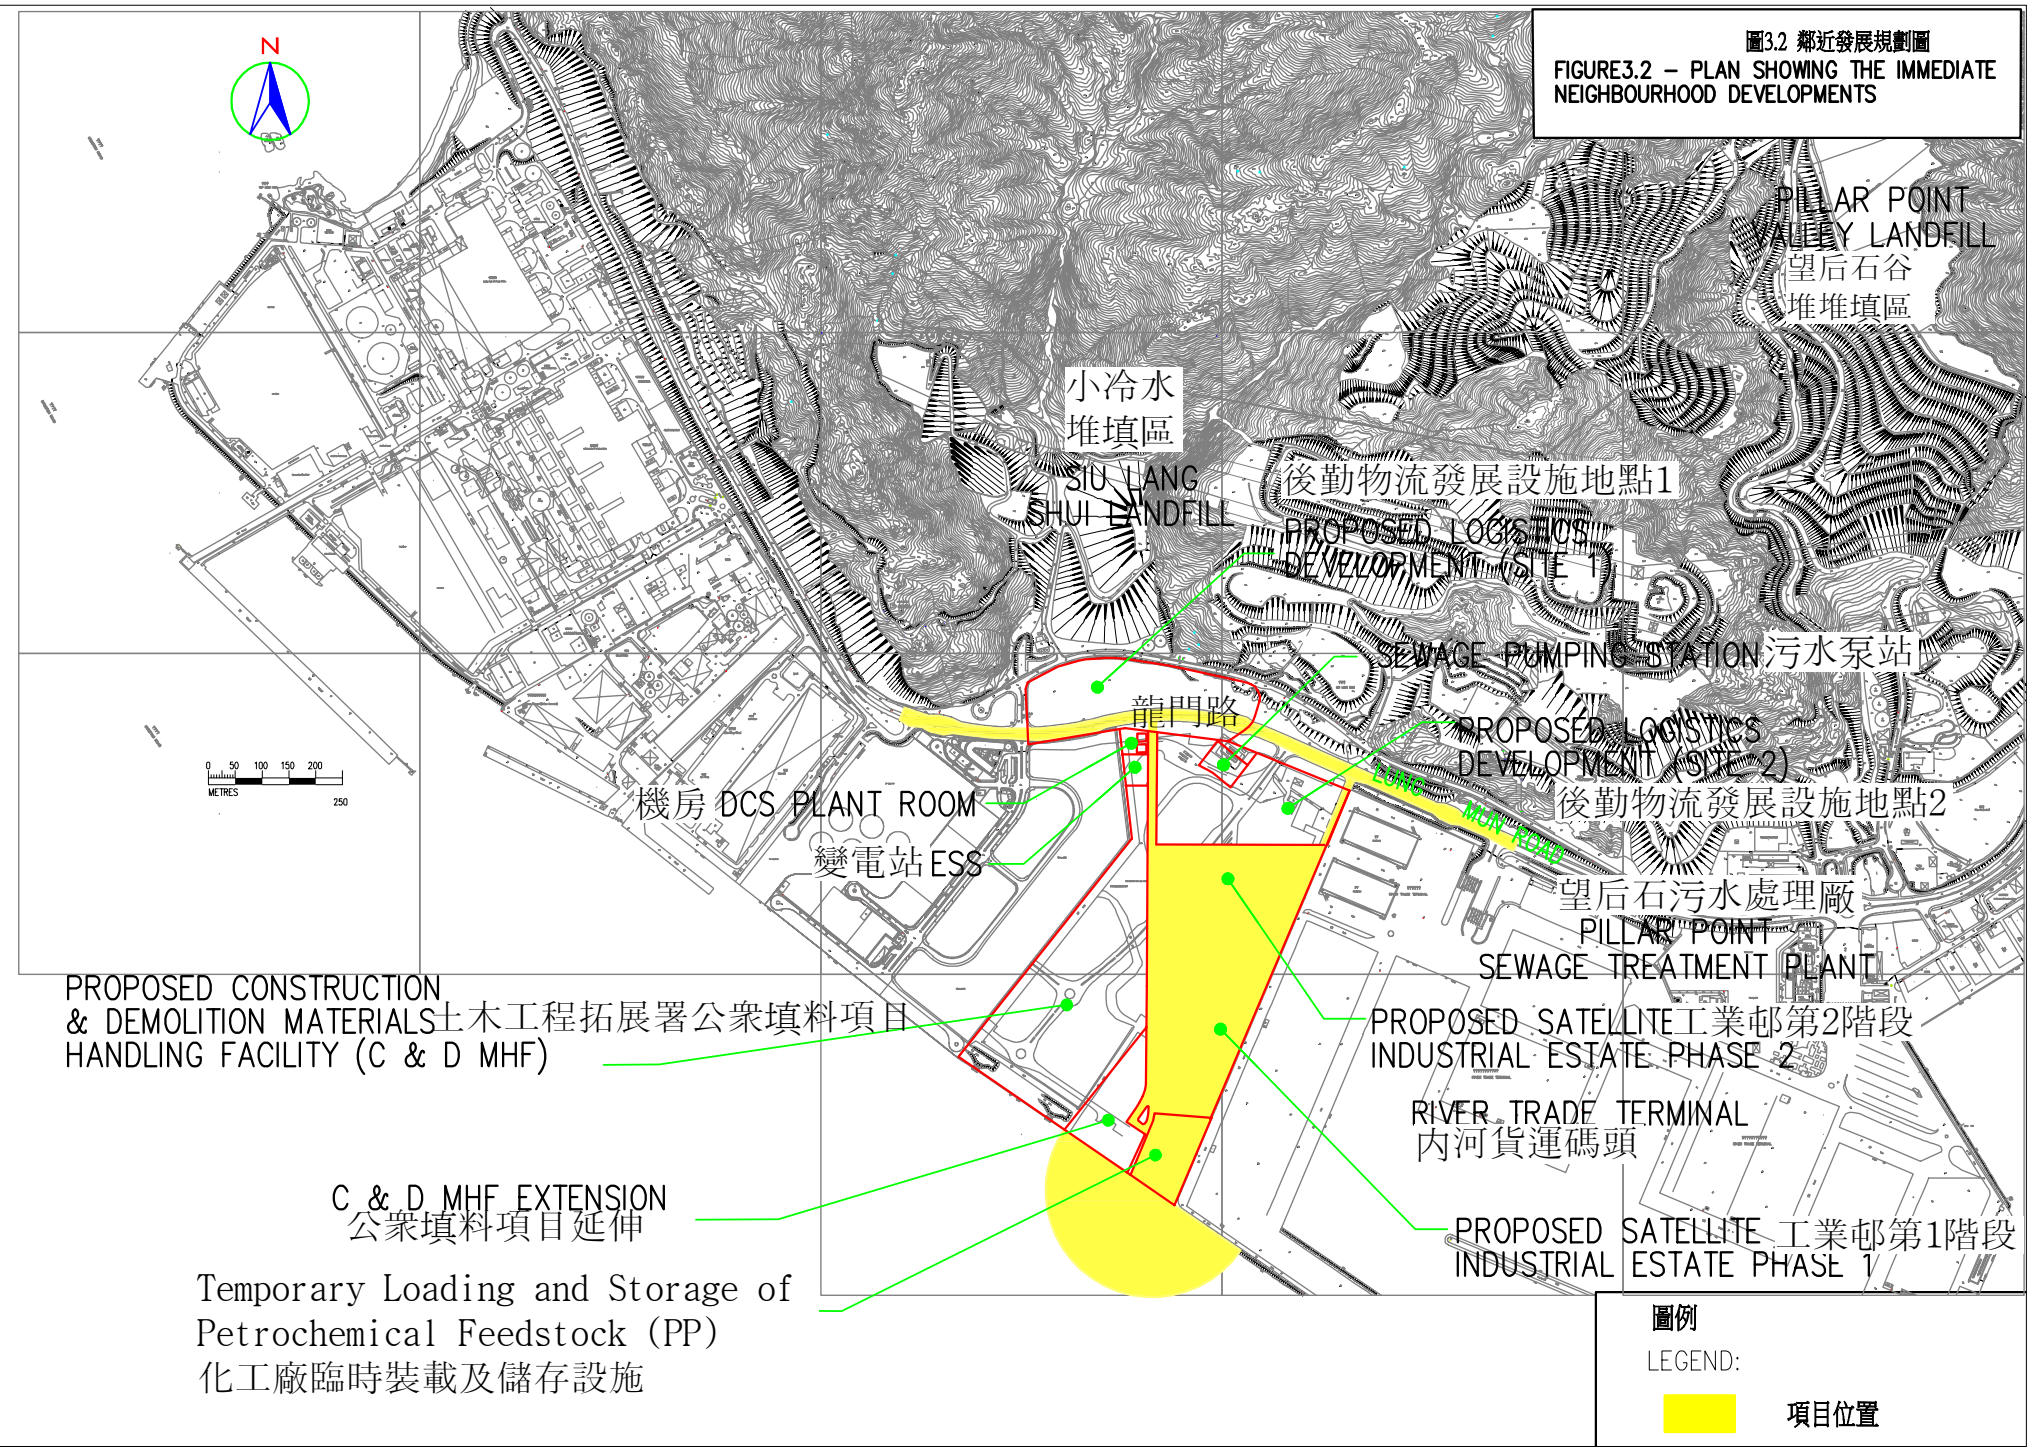 圖3.2 鄰近發展規劃圖
FIGURE3.2 – PLAN SHOWING THE IMMEDIATE
NEIGHBOURHOOD DEVELOPMENTS
N
PILLAR POINT
VALLEY LANDFILL
望后石谷
堆堆填區
小冷水
堆填區
SIU LANG
SHUI LANDFILL
後勤物流發展設施地點1
PROPOSED LOGISTICS
DEVELOPMENT (SITE 1)
SEWAGE PUMPING STATION 污水泵站
龍門路
PROPOSED LOGISTICS
DEVELOPMENT (SITE 2)
後勤物流發展設施地點2
LUNG MUN ROAD
0 50 100 150 200
METRES
250
機房 DCS PLANT ROOM
變電站 ESS
望后石污水處理廠
PILLAR POINT
SEWAGE TREATMENT PLANT
PROPOSED CONSTRUCTION
& DEMOLITION MATERIALS 土木工程拓展署公衆填料項目
HANDLING FACILITY (C & D MHF)
PROPOSED SATELLITE 工業邨第2階段
INDUSTRIAL ESTATE PHASE 2
RIVER TRADE TERMINAL
内河貨運碼頭
C & D MHF EXTENSION
公衆填料項目延伸
PROPOSED SATELLITE 工業邨第1階段
INDUSTRIAL ESTATE PHASE 1
Temporary Loading and Storage of
Petrochemical Feedstock (PP)
化工廠臨時裝載及儲存設施
圖例
LEGEND:
項目位置